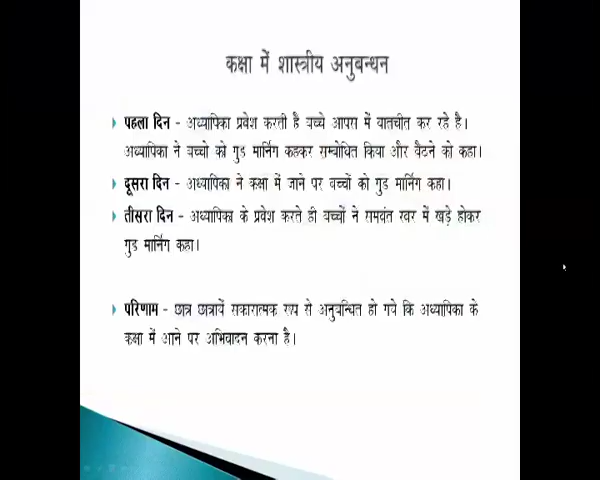 कक्षा में शास्त्रीय अनुबन्धन
पहला दिन - अध्यापिका प्रवेश करती है बच्चे आपस में बातचीत कर रहे है।
अध्यापिका ने बच्चो को गुड मार्निंग कहकर सम्बोधित किया और बैठने को कहा।
दूसरा दिन - अध्यापिका ने कक्षा में जाने पर बच्चों को गुड मार्निंग कहा।
तीसरा दिन - अध्यापिका के प्रवेश करते ही बच्चों ने समवेत स्वर में खड़े होकर
गुड मार्निंग कहा।
परिणाम - छात्र छात्रायें सकारात्मक रूप से अनुबन्धित हो गये कि अध्यापिका के
कक्षा में आने पर अभिवादन करना है।